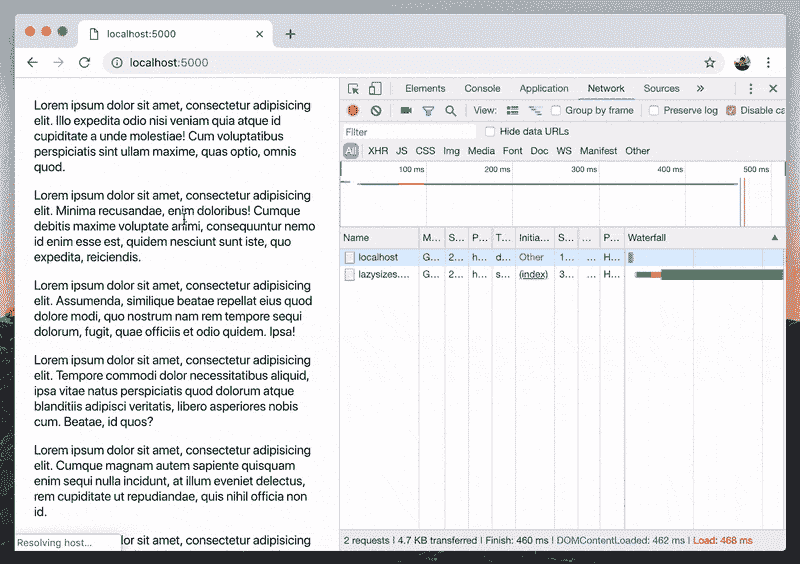 localhost:5000
localhost:5000
Lorem ipsum dolor sit amet, consectetur adipisicing
elit. Illo expedita odio nisi veniam quia atque id
cupiditate a unde molestiae! Cum voluptatibus
perspiciatis sint ullam maxime, quas optio, omnis
quod.
Lorem ipsum dolor sit amet, consectetur adipisicing
elit. Minima recusandae, enim doloribus! Cumque
debitis maxime voluptate animi, consequuntur nemo
id enim esse est, quidem nesciunt sunt iste, quo
expedita, reiciendis.
Lorem ipsum dolor sit amet, consectetur adipisicing
elit. Assumenda, similique beatae repellat eius quod
dolore modi, quo nostrum nam rem tempore sequi
dolorum, fugit, quae officiis et odio quidem. Ipsa!
Lorem ipsum dolor sit amet, consectetur adipisicing
elit. Tempore commodi dolor necessitatibus aliquid,
ipsa vitae natus perspiciatis quod dolorum atque
blanditiis adipisci veritatis, libero asperiores nobis
cum. Beatae, id quos?
Lorem ipsum dolor sit amet, consectetur adipisicing
elit. Cumque magnam autem sapiente quisquam
enim sequi nulla incidunt, at illum eveniet delectus,
rem cupiditate ut repudiandae, quis nihil officia non
id.
lor sit amet, consectetur adipisicing
Resolving host...
Elements Console Application Network Sources »
View: Group by frame Preserve log Disable ca
Filter Hide data URLs
All XHR JS CSS Img Media Font Doc WS Manifest Other
100 ms 200 ms 300 ms 400 ms 500 ms
Name M... S... P... T... Initia... S... ... P... Waterfall
localhost G... 2... h... d... Other 1... ... H...
lazysizes.... G... 2... h... s... (index) 3... ... H...
2 requests | 4.7 KB transferred | Finish: 460 ms | DOMContentLoaded: 462 ms | Load: 468 ms